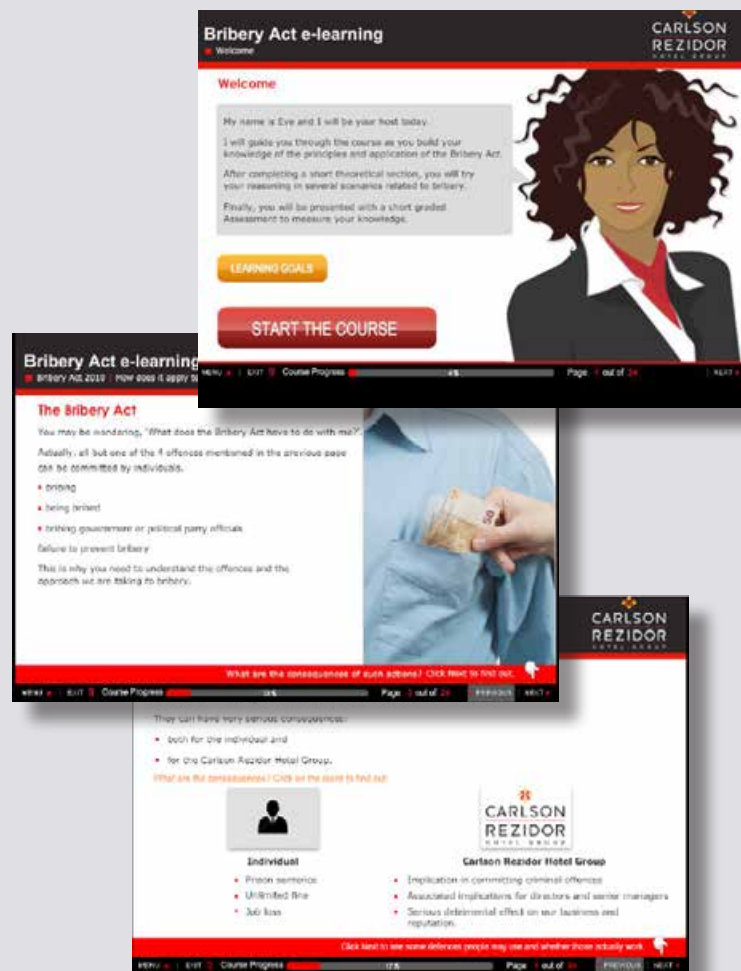 Bribery Act e-learning
Welcome
CARLSON
REZIDOR
HOTEL GROUP
Welcome
My name is Eve and I will be your host today.
I will guide you through the course as you build your
knowledge of the principles and application of the Bribery Act.
After completing a short theoretical section, you will try
your reasoning in several scenarios related to bribery.
Finally, you will be presented with a short graded
Assessment to measure your knowledge.
LEARNING GOALS
START THE COURSE
MENU | EXIT Course Progress 4% Page out of 24 | NEXT
Bribery Act e-learning
Bribery Act 2010 | How does it apply to
The Bribery Act
You may be wondering, "What does the Bribery Act have to do with me?".
Actually, all but one of the 4 offences mentioned in the previous page
can be committed by individuals.
bribing
being bribed
bribing government or political party officials
failure to prevent bribery
This is why you need to understand the offences and the
approach we are taking to bribery.
50
What are the consequences of such actions? Click Next to find out.
MENU | EXIT Course Progress 13% Page 3 out of 24 PREVIOUS | NEXT
CARLSON
REZIDOR
HOTEL GROUP
They can have very serious consequences:
both for the individual and
for the Carlson Rezidor Hotel Group.
What are the consequences? Click on the icons to find out
CARLSON
REZIDOR
HOTEL GROUP
Individual
Prison sentence
Unlimited fine
Job loss
Carlson Rezidor Hotel Group
Implication in committing criminal offences
Associated implications for directors and senior managers
Serious detrimental effect on our business and
reputation.
Click Next to see some defences people may use and whether those actually work.
MENU | EXIT Course Progress 17% Page out of 24 PREVIOUS | NEXT